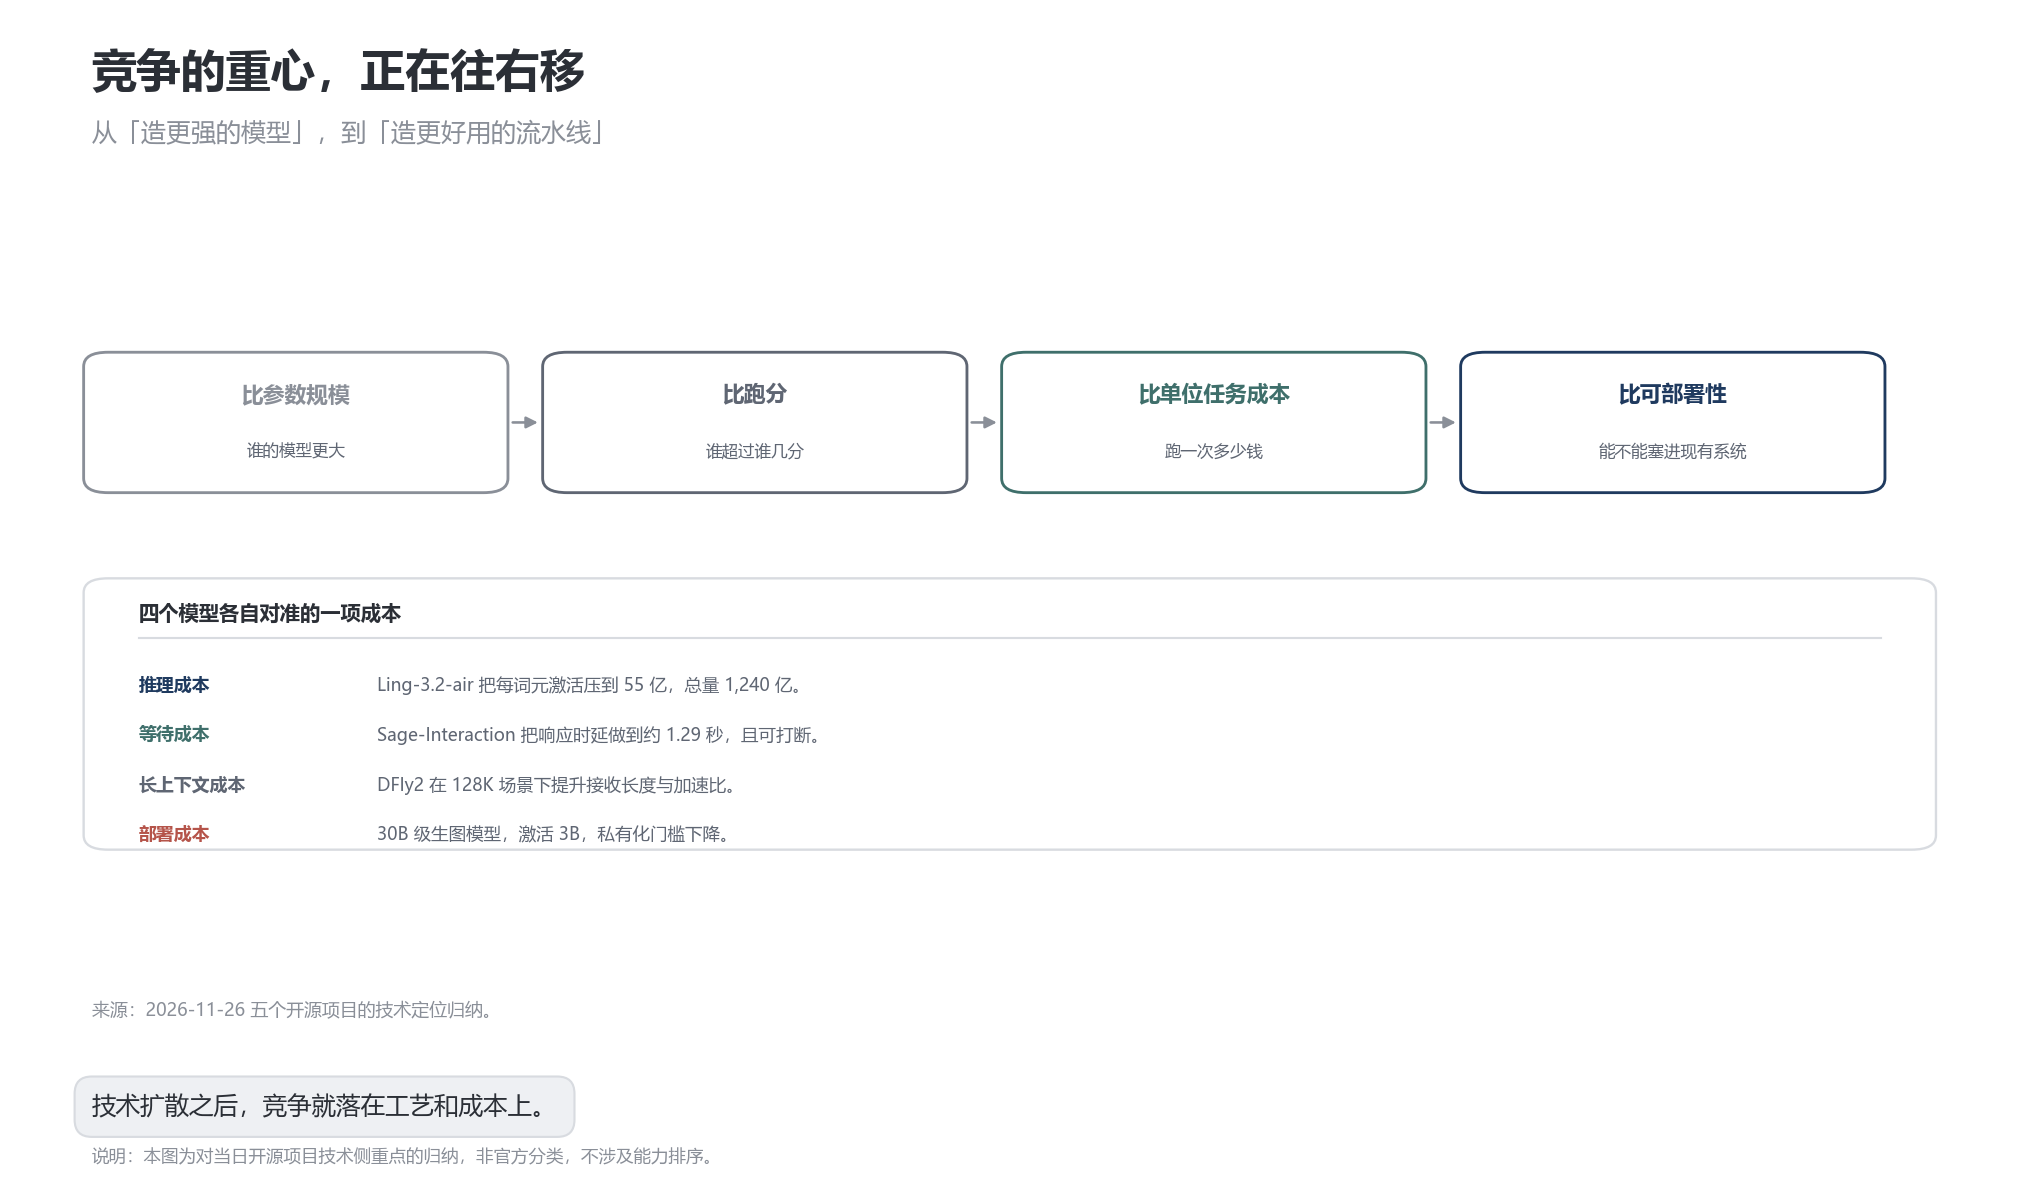 竞争的重心，正在往右移
从「造更强的模型」，到「造更好用的流水线」
比参数规模
谁的模型更大
比跑分
谁超过谁几分
比单位任务成本
跑一次多少钱
比可部署性
能不能塞进现有系统
四个模型各自对准的一项成本
推理成本 Ling-3.2-air 把每词元激活压到 55 亿，总量 1,240 亿。
等待成本 Sage-Interaction 把响应时延做到约 1.29 秒，且可打断。
长上下文成本 DFly2 在 128K 场景下提升接收长度与加速比。
部署成本 30B 级生图模型，激活 3B，私有化门槛下降。
来源：2026-11-26 五个开源项目的技术定位归纳。
技术扩散之后，竞争就落在工艺和成本上。
说明：本图为对当日开源项目技术侧重点的归纳，非官方分类，不涉及能力排序。